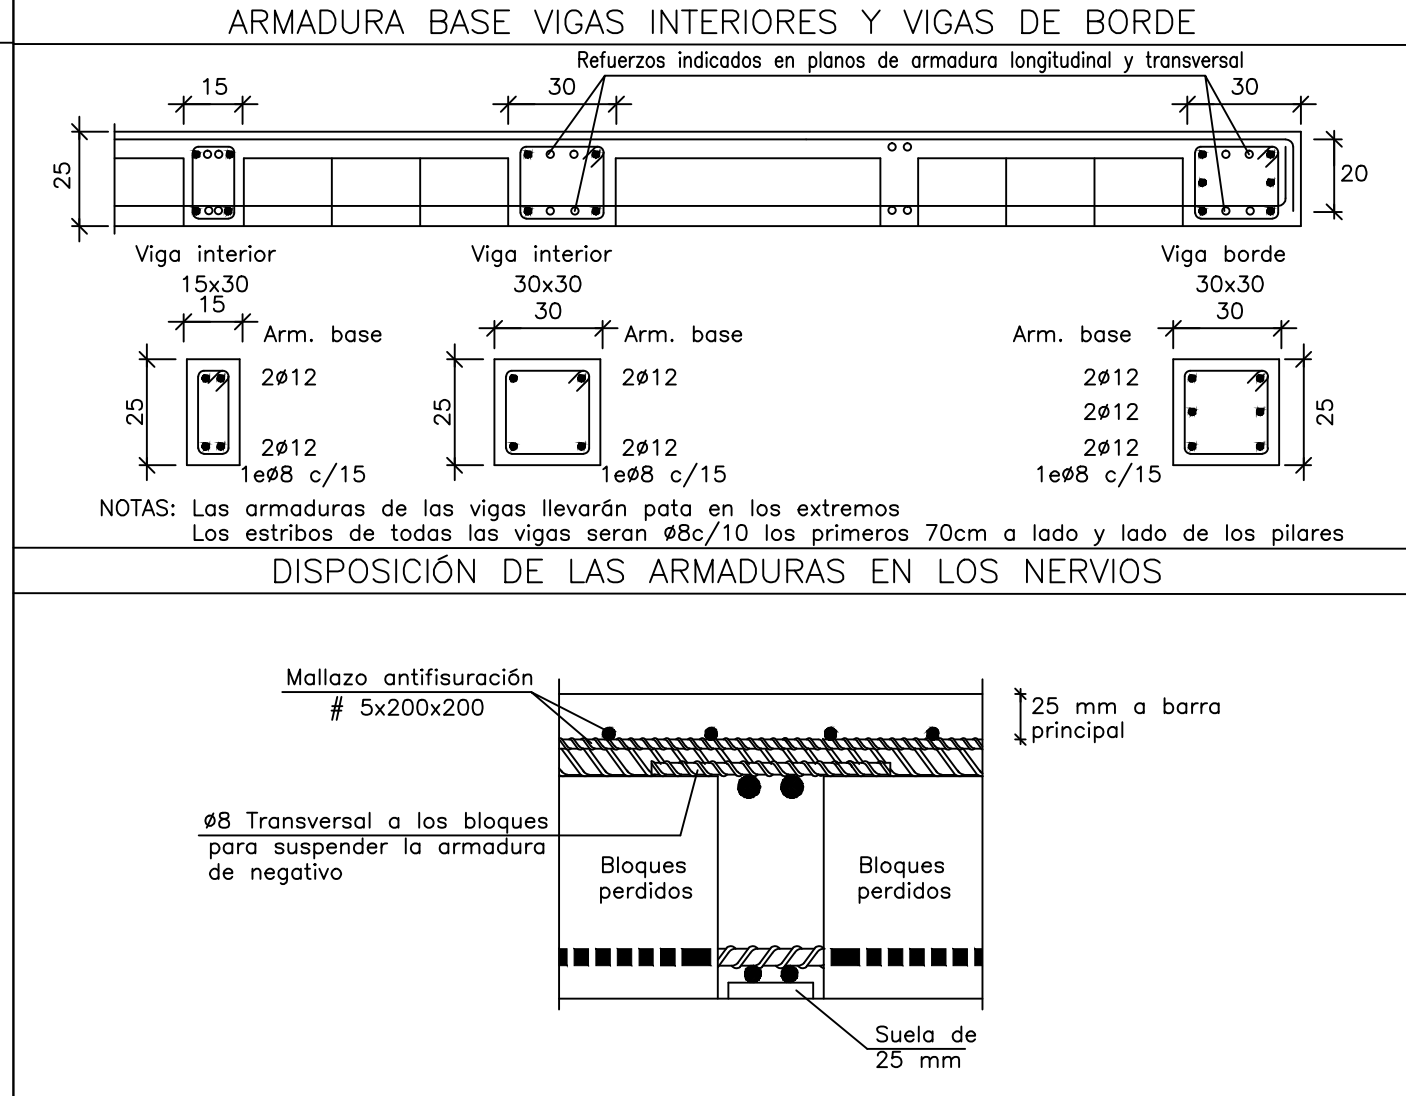 ARMADURA BASE VIGAS INTERIORES Y VIGAS DE BORDE
Refuerzos indicados en planos de armadura longitudinal y transversal
15
30
30
25
20
Viga interior
15x30
Viga interior
30x30
Viga borde
30x30
15
30
30
Arm. base
Arm. base
Arm. base
25
2ø12
2ø12
1eø8 c/15
25
2ø12
2ø12
1eø8 c/15
2ø12
2ø12
2ø12
1eø8 c/15
25
NOTAS: Las armaduras de las vigas llevarán pata en los extremos
Los estribos de todas las vigas seran ø8c/10 los primeros 70cm a lado y lado de los pilares
DISPOSICIÓN DE LAS ARMADURAS EN LOS NERVIOS
Mallazo antifisuración
# 5x200x200
25 mm a barra
principal
ø8 Transversal a los bloques
para suspender la armadura
de negativo
Bloques
perdidos
Bloques
perdidos
Suela de
25 mm